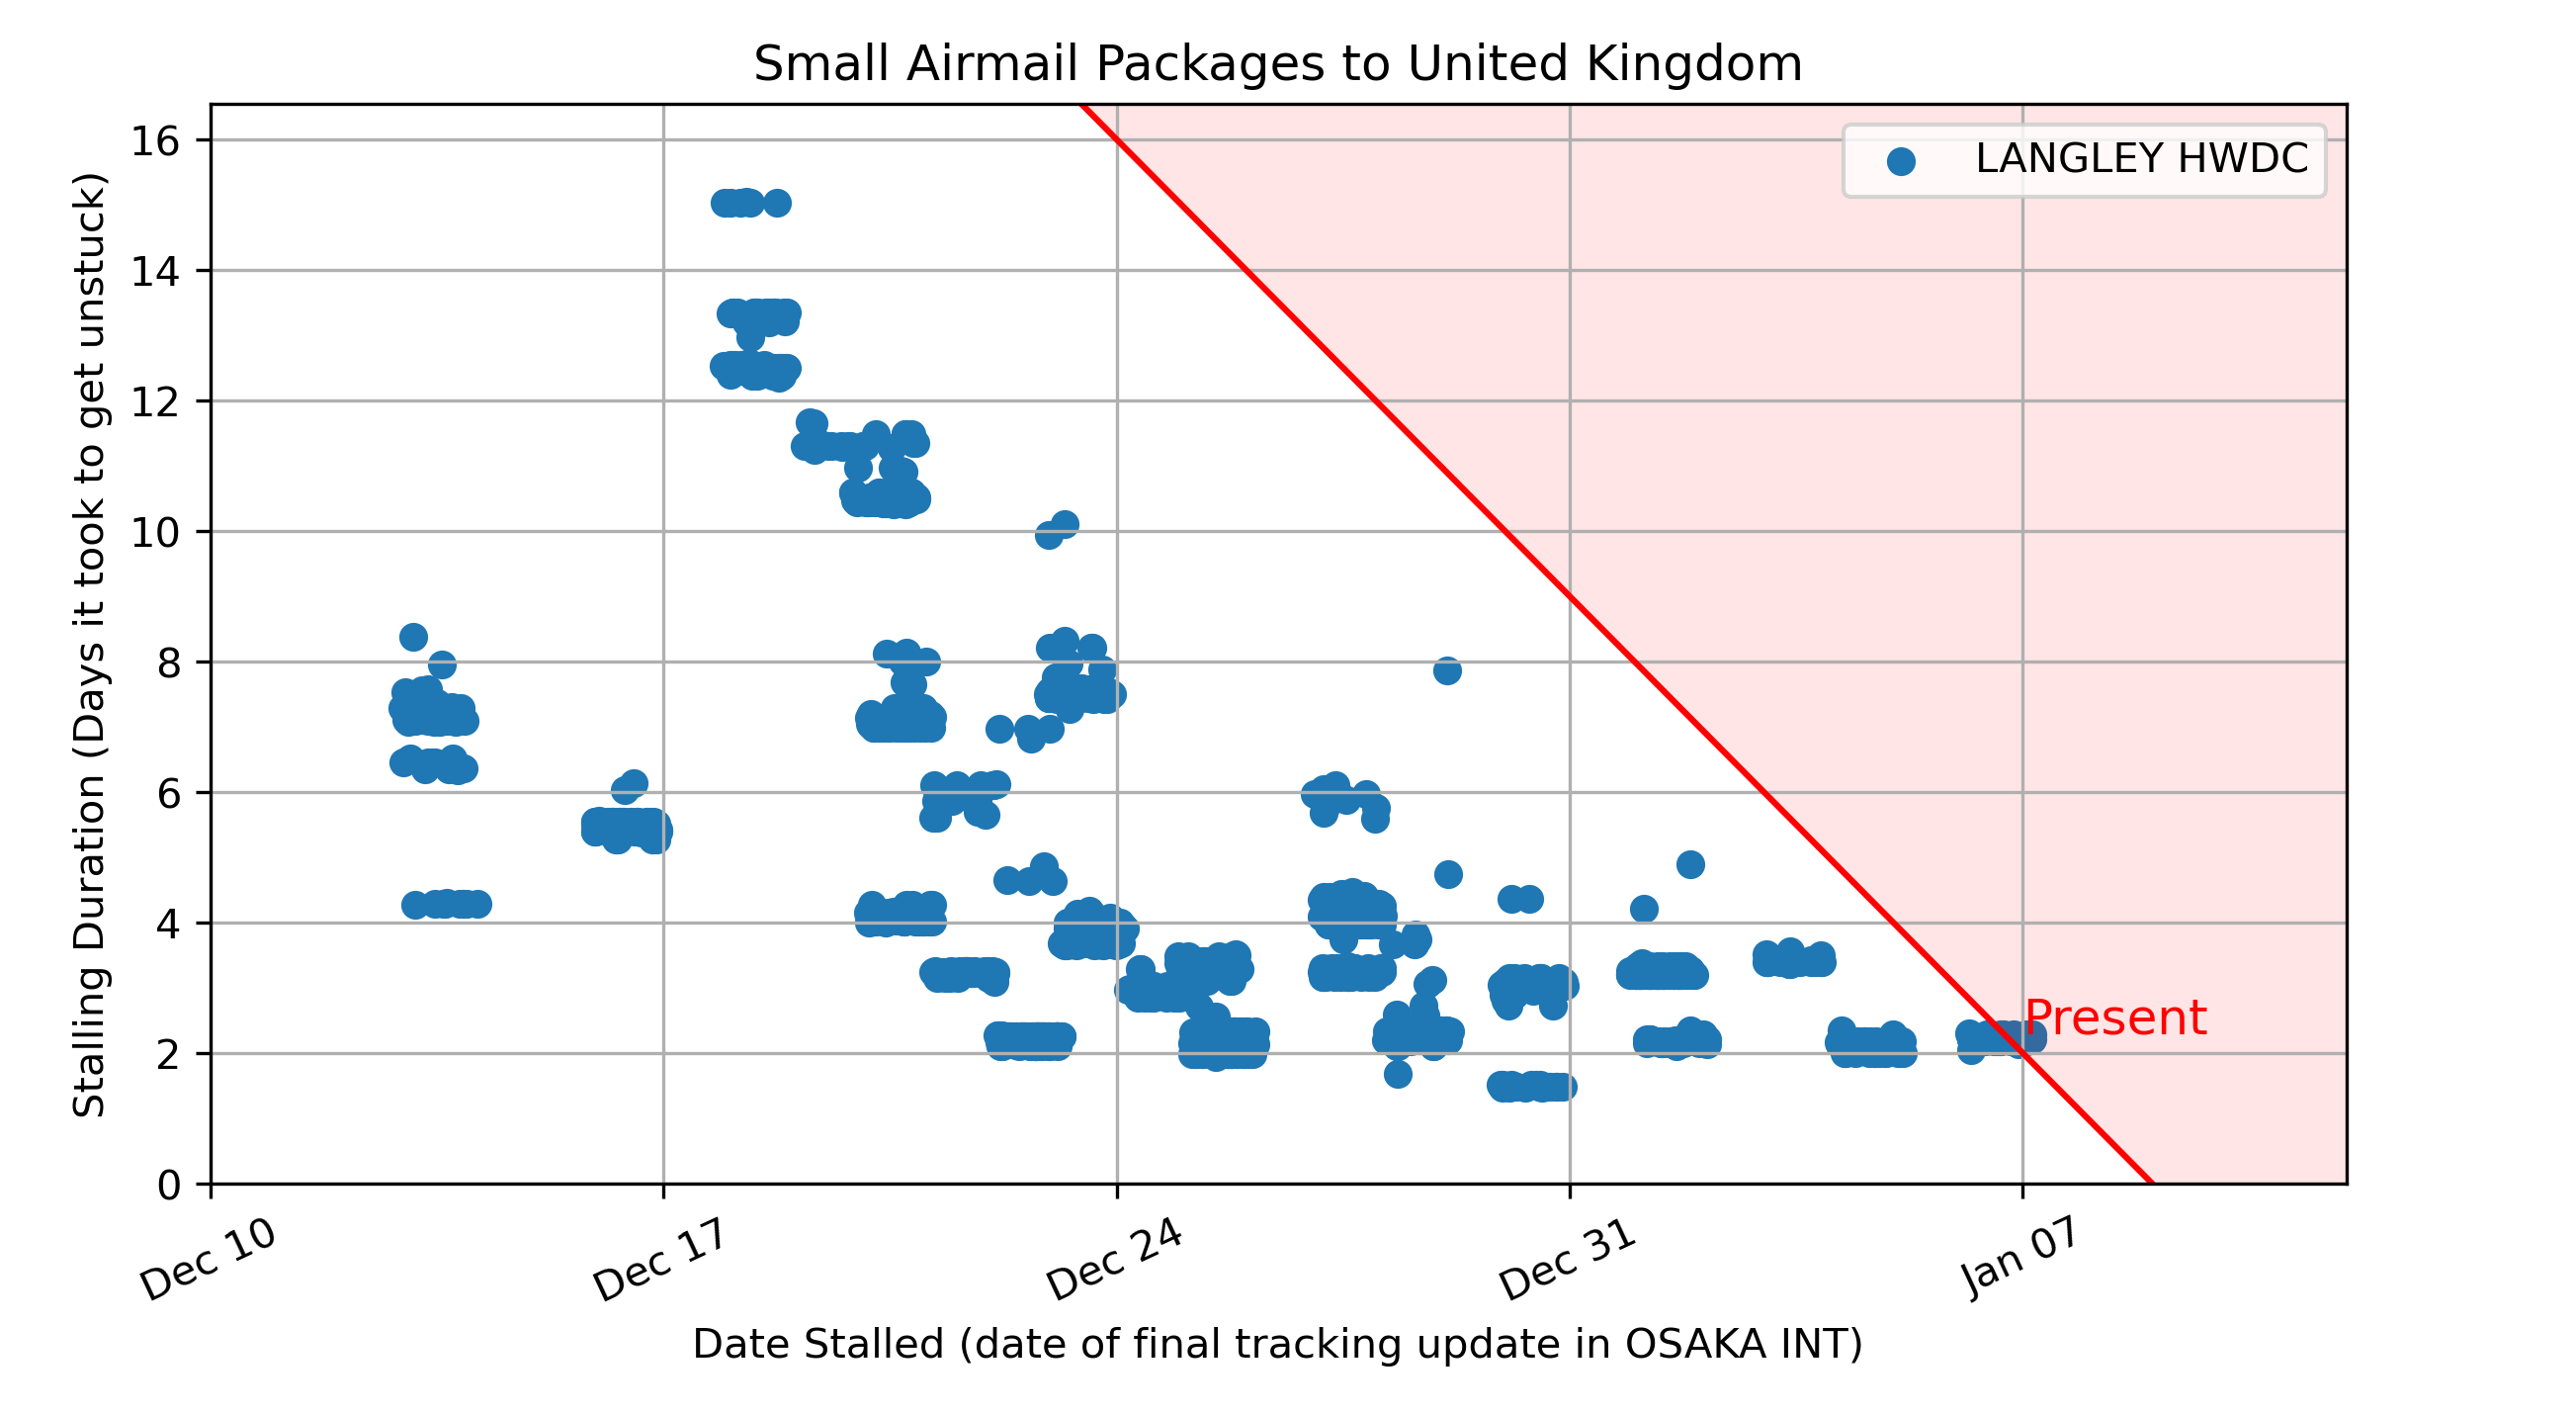 Small Airmail Packages to United Kingdom
LANGLEY HWDC
Stalling Duration (Days it took to get unstuck)
16
14
12
10
8
6
4
2
0
Present
Dec 10
Dec 17
Dec 24
Dec 31
Jan 07
Date Stalled (date of final tracking update in OSAKA INT)